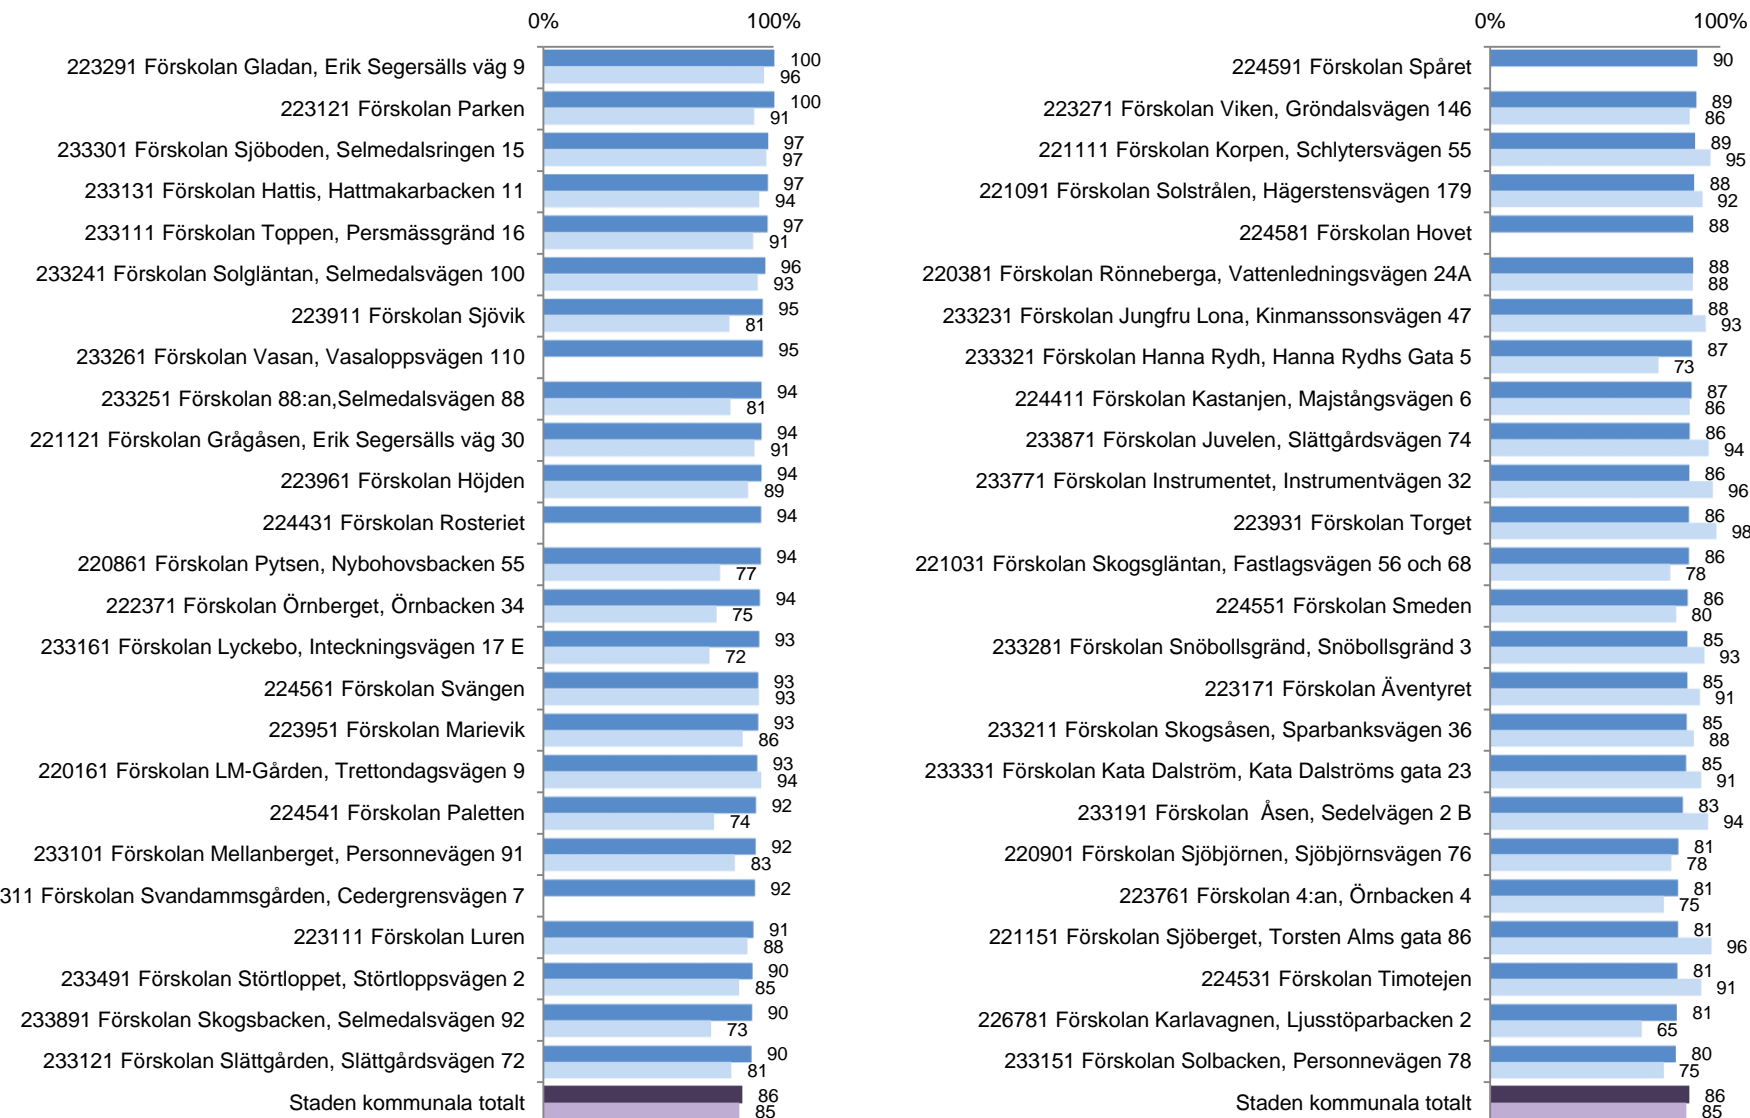 0% 100%
223291 Förskolan Gladan, Erik Segersälls väg 9 100 96
223121 Förskolan Parken 100 91
233301 Förskolan Sjöboden, Selmedalsringen 15 97 97
233131 Förskolan Hattis, Hattmakarbacken 11 97 94
233111 Förskolan Toppen, Persmässgränd 16 97 91
233241 Förskolan Solgläntan, Selmedalsvägen 100 96 93
223911 Förskolan Sjövik 95 81
233261 Förskolan Vasan, Vasaloppsvägen 110 95
233251 Förskolan 88:an,Selmedalsvägen 88 94 81
221121 Förskolan Grågåsen, Erik Segersälls väg 30 94 91
223961 Förskolan Höjden 94 89
224431 Förskolan Rosteriet 94
220861 Förskolan Pytsen, Nybohovsbacken 55 94 77
222371 Förskolan Örnberget, Örnbacken 34 94 75
233161 Förskolan Lyckebo, Inteckningsvägen 17 E 93 72
224561 Förskolan Svängen 93 93
223951 Förskolan Marievik 93 86
220161 Förskolan LM-Gården, Trettondagsvägen 9 93 94
224541 Förskolan Paletten 92 74
233101 Förskolan Mellanberget, Personnevägen 91 92 83
311 Förskolan Svandammsgården, Cedergrensvägen 7 92
223111 Förskolan Luren 91 88
233491 Förskolan Störtloppet, Störtloppsvägen 2 90 85
233891 Förskolan Skogsbacken, Selmedalsvägen 92 90 73
233121 Förskolan Slättgården, Slättgårdsvägen 72 90 81
Staden kommunala totalt 86 85
0% 100%
224591 Förskolan Spåret 90
223271 Förskolan Viken, Gröndalsvägen 146 89 86
221111 Förskolan Korpen, Schlytersvägen 55 89 95
221091 Förskolan Solstrålen, Hägerstensvägen 179 88 92
224581 Förskolan Hovet 88
220381 Förskolan Rönneberga, Vattenledningsvägen 24A 88 88
233231 Förskolan Jungfru Lona, Kinmanssonsvägen 47 88 93
233321 Förskolan Hanna Rydh, Hanna Rydhs Gata 5 87 73
224411 Förskolan Kastanjen, Majstångsvägen 6 87 86
233871 Förskolan Juvelen, Slättgårdsvägen 74 86 94
233771 Förskolan Instrumentet, Instrumentvägen 32 86 96
223931 Förskolan Torget 86 98
221031 Förskolan Skogsgläntan, Fastlagsvägen 56 och 68 86 78
224551 Förskolan Smeden 86 80
233281 Förskolan Snöbollsgränd, Snöbollsgränd 3 85 93
223171 Förskolan Äventyret 85 91
233211 Förskolan Skogsåsen, Sparbanksvägen 36 85 88
233331 Förskolan Kata Dalström, Kata Dalströms gata 23 85 91
233191 Förskolan Åsen, Sedelvägen 2 B 83 94
220901 Förskolan Sjöbjörnen, Sjöbjörnsvägen 76 81 78
223761 Förskolan 4:an, Örnbacken 4 81 75
221151 Förskolan Sjöberget, Torsten Alms gata 86 81 96
224531 Förskolan Timotejen 81 91
226781 Förskolan Karlavagnen, Ljusstöparbacken 2 81 65
233151 Förskolan Solbacken, Personnevägen 78 80 75
Staden kommunala totalt 86 85